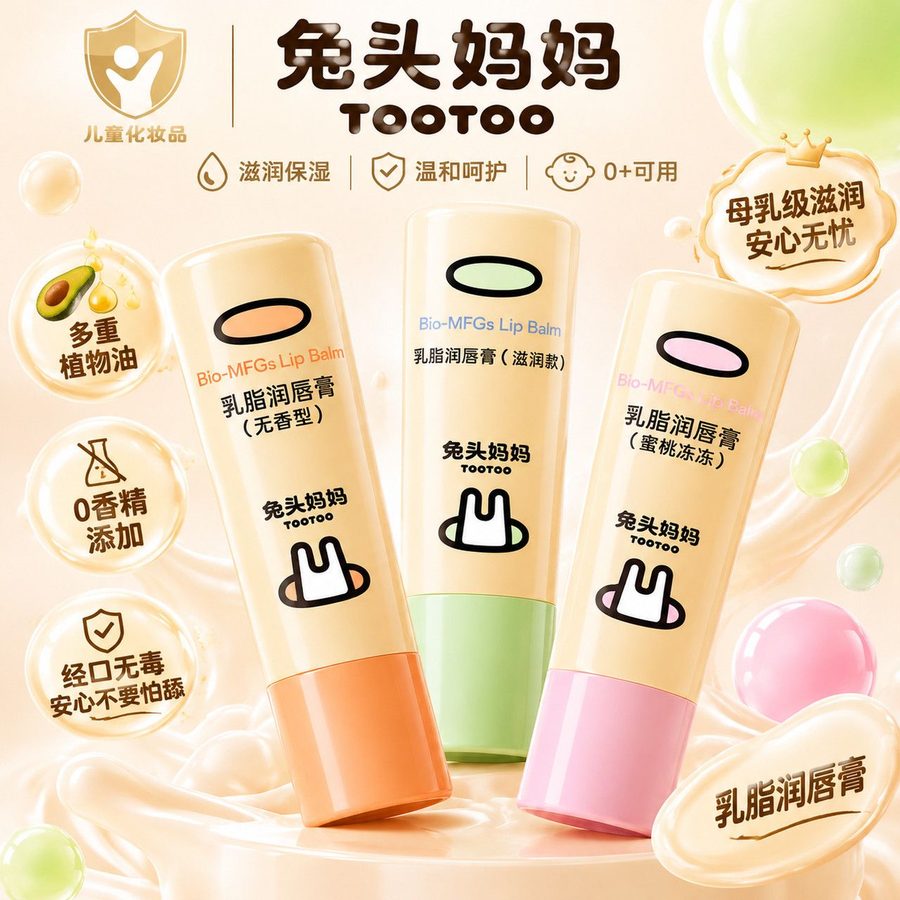 儿童化妆品
兔头妈妈
TOOTOO
滋润保湿
温和呵护
0+可用
母乳级滋润
安心无忧
多重
植物油
0香精
添加
经口无毒
安心不要怕舔
Bio-MFGs Lip Balm
乳脂润唇膏
（无香型）
兔头妈妈
TOOTOO
Bio-MFGs Lip Balm
乳脂润唇膏（滋润款）
兔头妈妈
TOOTOO
Bio-MFGs Lip Balm
乳脂润唇膏
（蜜桃冻冻）
兔头妈妈
TOOTOO
乳脂润唇膏